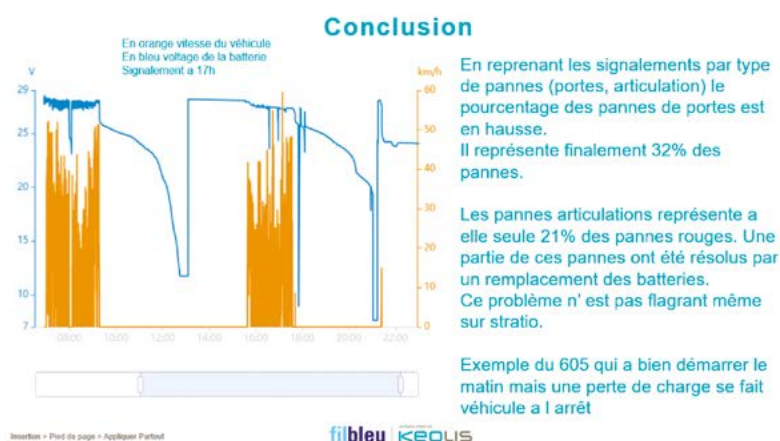 Conclusion
En orange vitesse du véhicule
En bleu voltage de la batterie
Signalement a 17h
V
km/h
29
25
20
15
10
7
60
50
40
30
20
10
0
08:00 10:00 12:00 14:00 16:00 18:00 20:00 22:00
En reprenant les signalements par type
de pannes (portes, articulation) le
pourcentage des pannes de portes est
en hausse.
Il représente finalement 32% des
pannes.
Les pannes articulations représente a
elle seule 21% des pannes rouges. Une
partie de ces pannes ont été résolus par
un remplacement des batteries.
Ce problème n' est pas flagrant même
sur stratio.
Exemple du 605 qui a bien démarrer le
matin mais une perte de charge se fait
véhicule a l arrêt
Insertion > Pied de page > Appliquer Partout
filbleu
KEOLIS